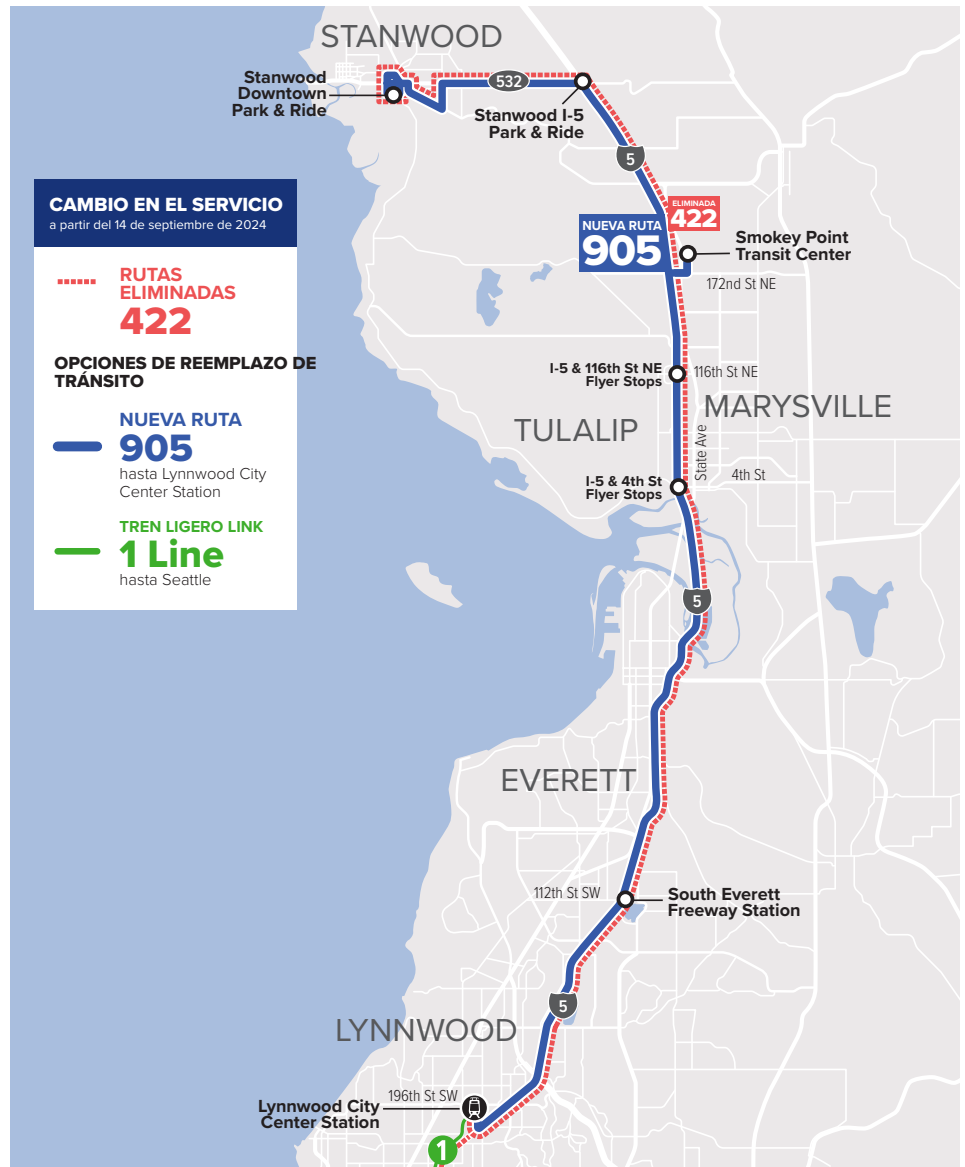 STANWOOD
Stanwood
Downtown
Park & Ride
532
Stanwood I-5
Park & Ride
5
CAMBIO EN EL SERVICIO
a partir del 14 de septiembre de 2024
RUTAS
ELIMINADAS
422
OPCIONES DE REEMPLAZO DE
TRÁNSITO
NUEVA RUTA
905
hasta Lynnwood City
Center Station
TREN LIGERO LINK
1 Line
hasta Seattle
ELIMINADA
422
NUEVA RUTA
905
Smokey Point
Transit Center
172nd St NE
I-5 & 116th St NE
Flyer Stops
116th St NE
MARYSVILLE
TULALIP
State Ave
I-5 & 4th St
Flyer Stops
4th St
5
EVERETT
112th St SW
South Everett
Freeway Station
5
LYNNWOOD
196th St SW
Lynnwood City
Center Station
1